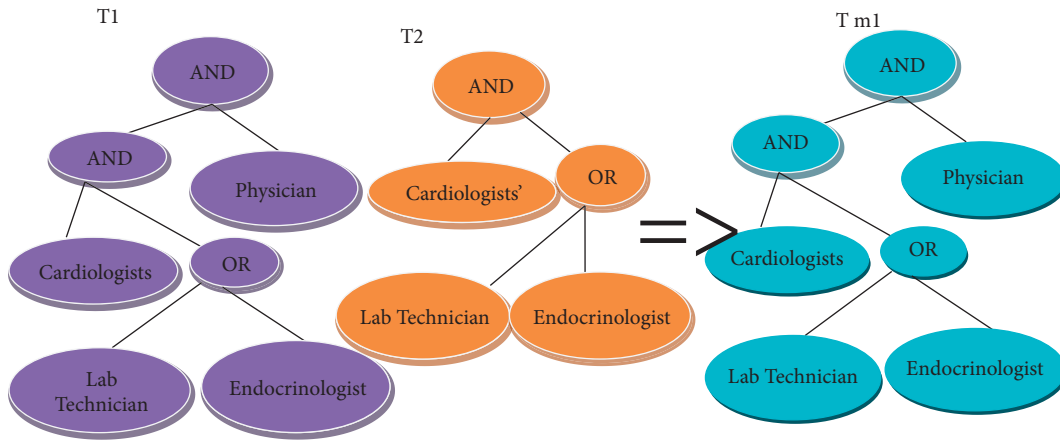 T1
AND
AND
Physician
Cardiologists
OR
Lab
Technician
Endocrinologist
T2
AND
Cardiologists’
OR
Lab Technician
Endocrinologist
=>
T m1
AND
AND
Physician
Cardiologists
OR
Lab Technician
Endocrinologist